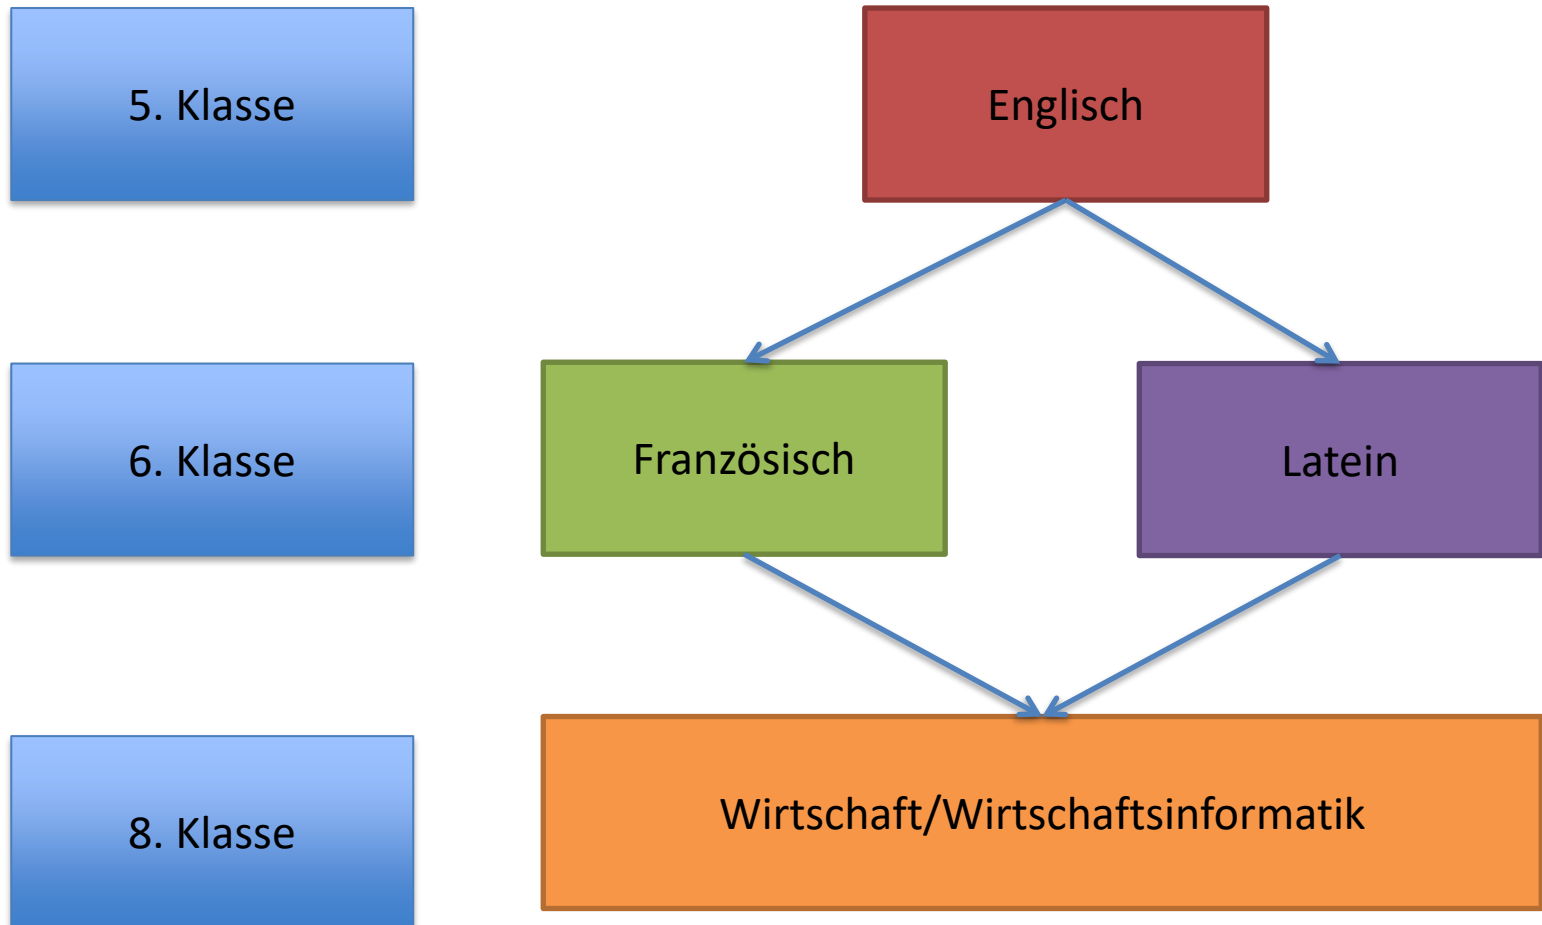 5. Klasse
Englisch
6. Klasse
Französisch
Latein
8. Klasse
Wirtschaft/Wirtschaftsinformatik